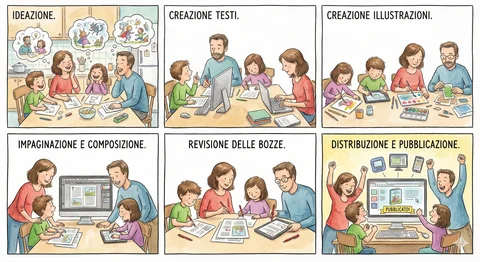 IDEAZIONE.
CREAZIONE TESTI.
CREAZIONE ILLUSTRAZIONI.
IMPAGINAZIONE E COMPOSIZIONE.
REVISIONE DELLE BOZZE.
DISTRIBUZIONE E PUBBLICAZIONE.
PUBBLICATO!